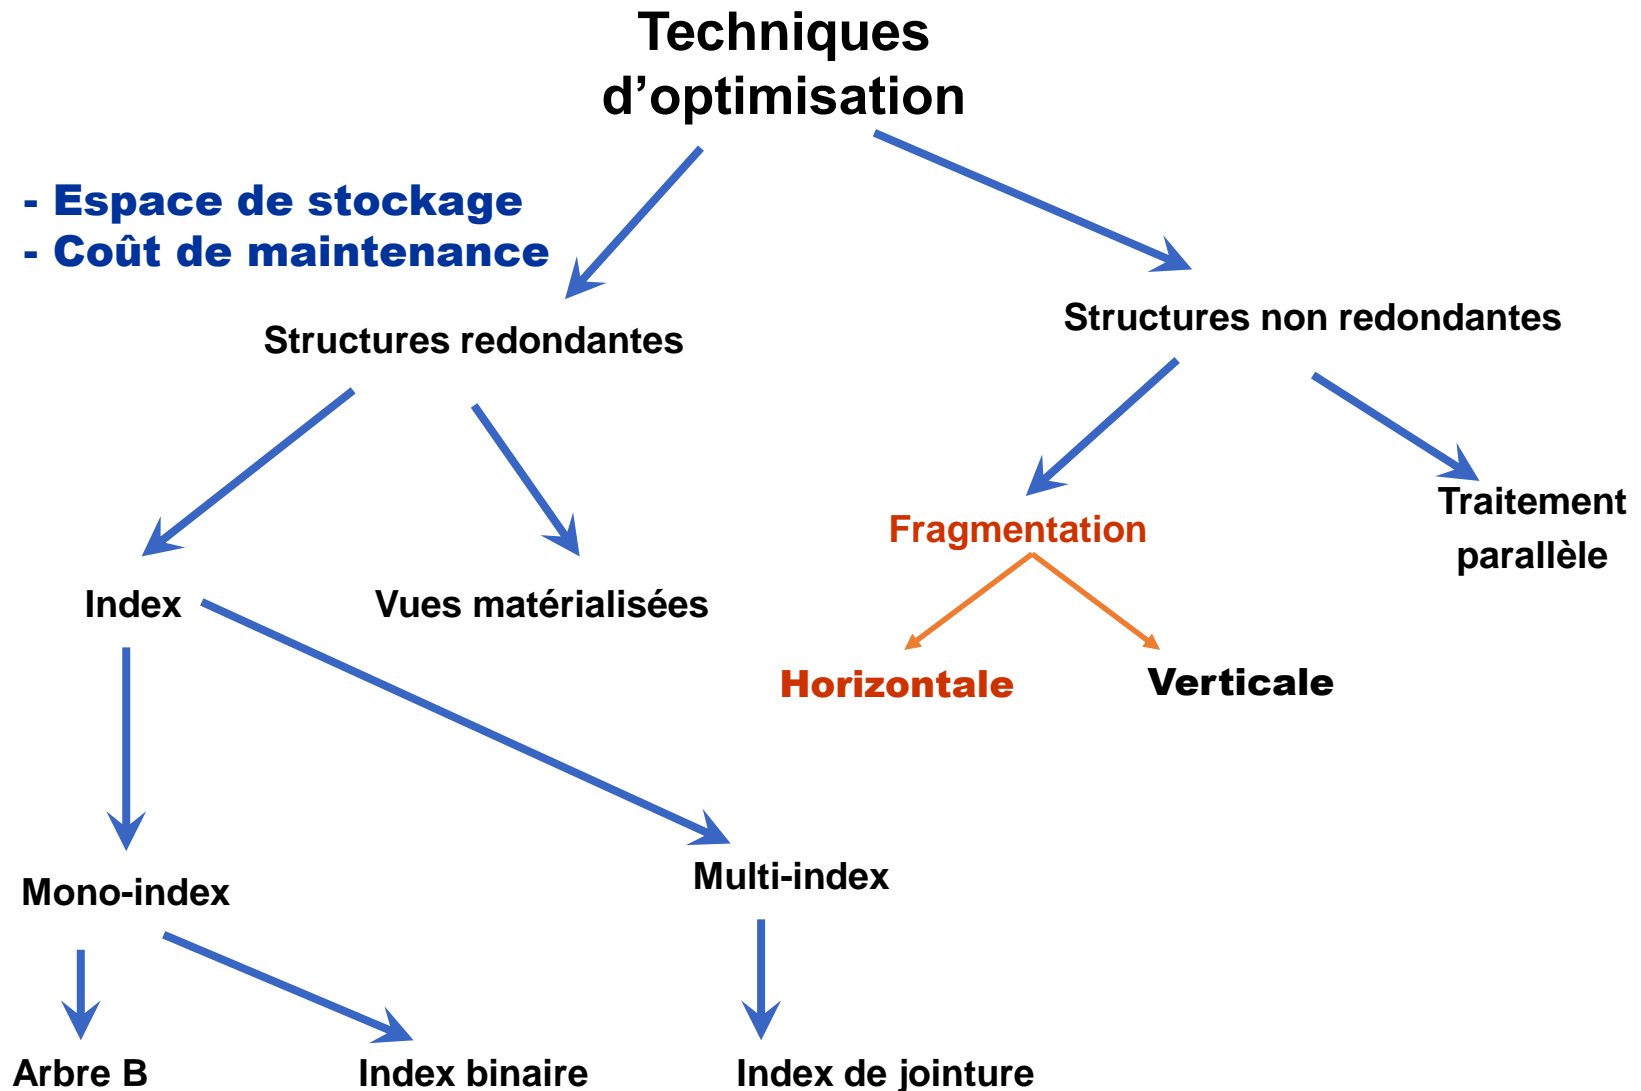 Techniques
d’optimisation
- Espace de stockage
- Coût de maintenance
Structures redondantes
Structures non redondantes
Fragmentation
Traitement
parallèle
Index
Vues matérialisées
Horizontale
Verticale
Mono-index
Multi-index
Arbre B
Index binaire
Index de jointure